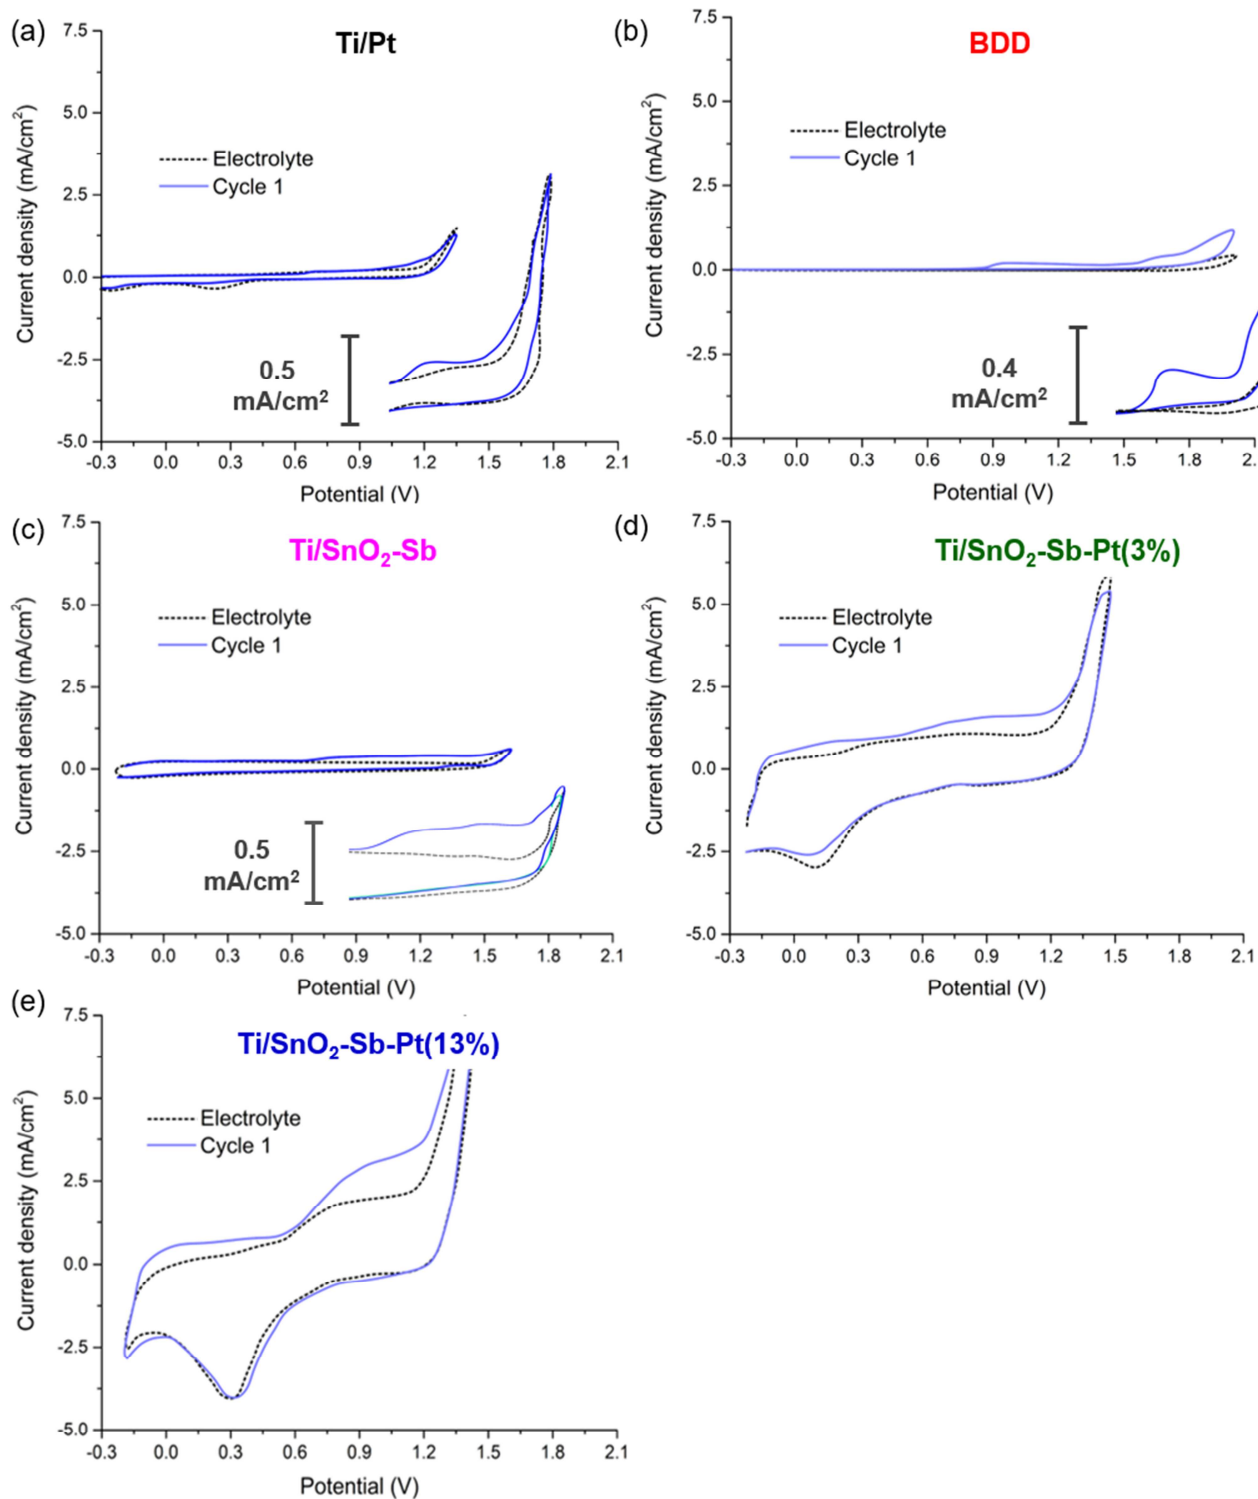 (a)
Ti/Pt
7.5
5.0
2.5
0.0
-2.5
-5.0
Current density (mA/cm²)
Electrolyte
Cycle 1
0.5
mA/cm²
-0.3 0.0 0.3 0.6 0.9 1.2 1.5 1.8 2.1
Potential (V)
(b)
BDD
7.5
5.0
2.5
0.0
-2.5
-5.0
Current density (mA/cm²)
Electrolyte
Cycle 1
0.4
mA/cm²
-0.3 0.0 0.3 0.6 0.9 1.2 1.5 1.8 2.1
Potential (V)
(c)
Ti/SnO₂-Sb
7.5
5.0
2.5
0.0
-2.5
-5.0
Current density (mA/cm²)
Electrolyte
Cycle 1
0.5
mA/cm²
-0.3 0.0 0.3 0.6 0.9 1.2 1.5 1.8 2.1
Potential (V)
(d)
Ti/SnO₂-Sb-Pt(3%)
7.5
5.0
2.5
0.0
-2.5
-5.0
Current density (mA/cm²)
Electrolyte
Cycle 1
-0.3 0.0 0.3 0.6 0.9 1.2 1.5 1.8 2.1
Potential (V)
(e)
Ti/SnO₂-Sb-Pt(13%)
7.5
5.0
2.5
0.0
-2.5
-5.0
Current density (mA/cm²)
Electrolyte
Cycle 1
-0.3 0.0 0.3 0.6 0.9 1.2 1.5 1.8 2.1
Potential (V)